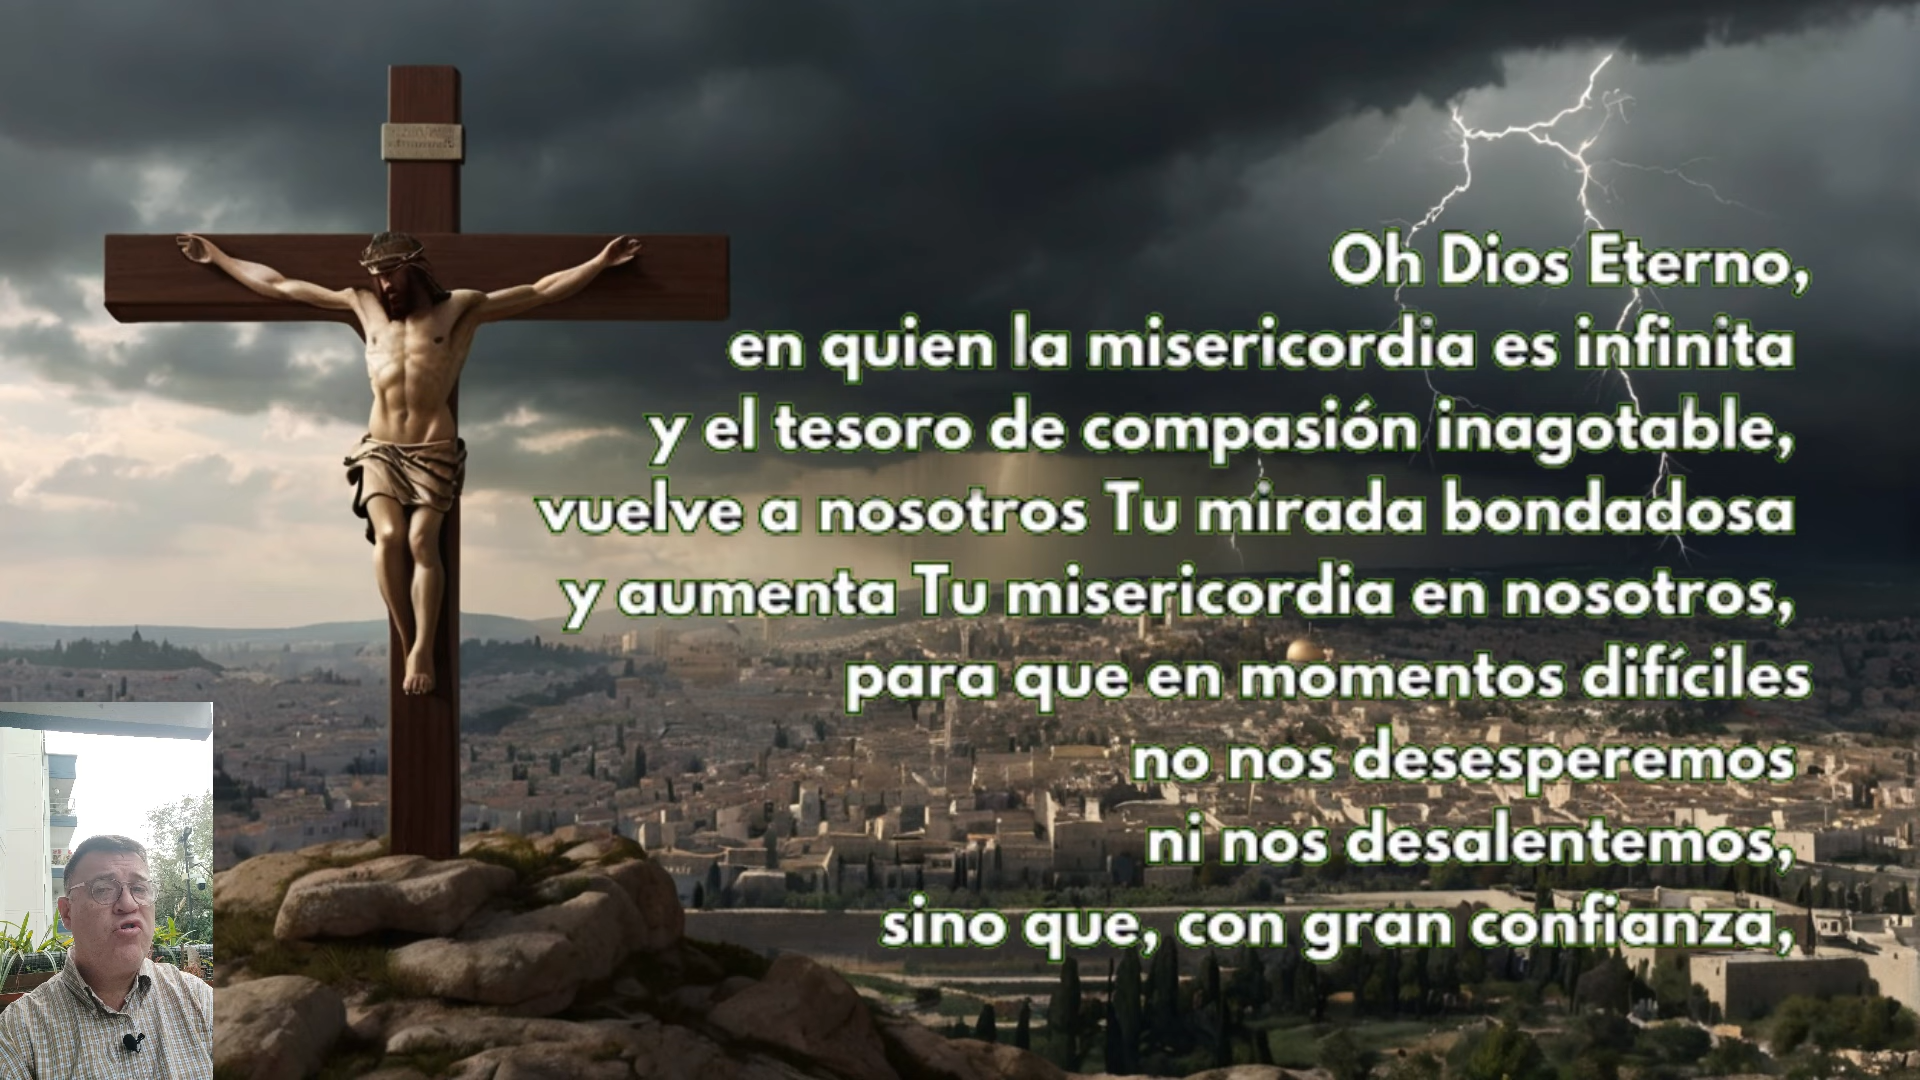 Oh Dios Eterno,
en quien la misericordia es infinita
y el tesoro de compasión inagotable,
vuelve a nosotros Tu mirada bondadosa
y aumenta Tu misericordia en nosotros,
para que en momentos difíciles
no nos desesperemos
ni nos desalentemos,
sino que, con gran confianza,